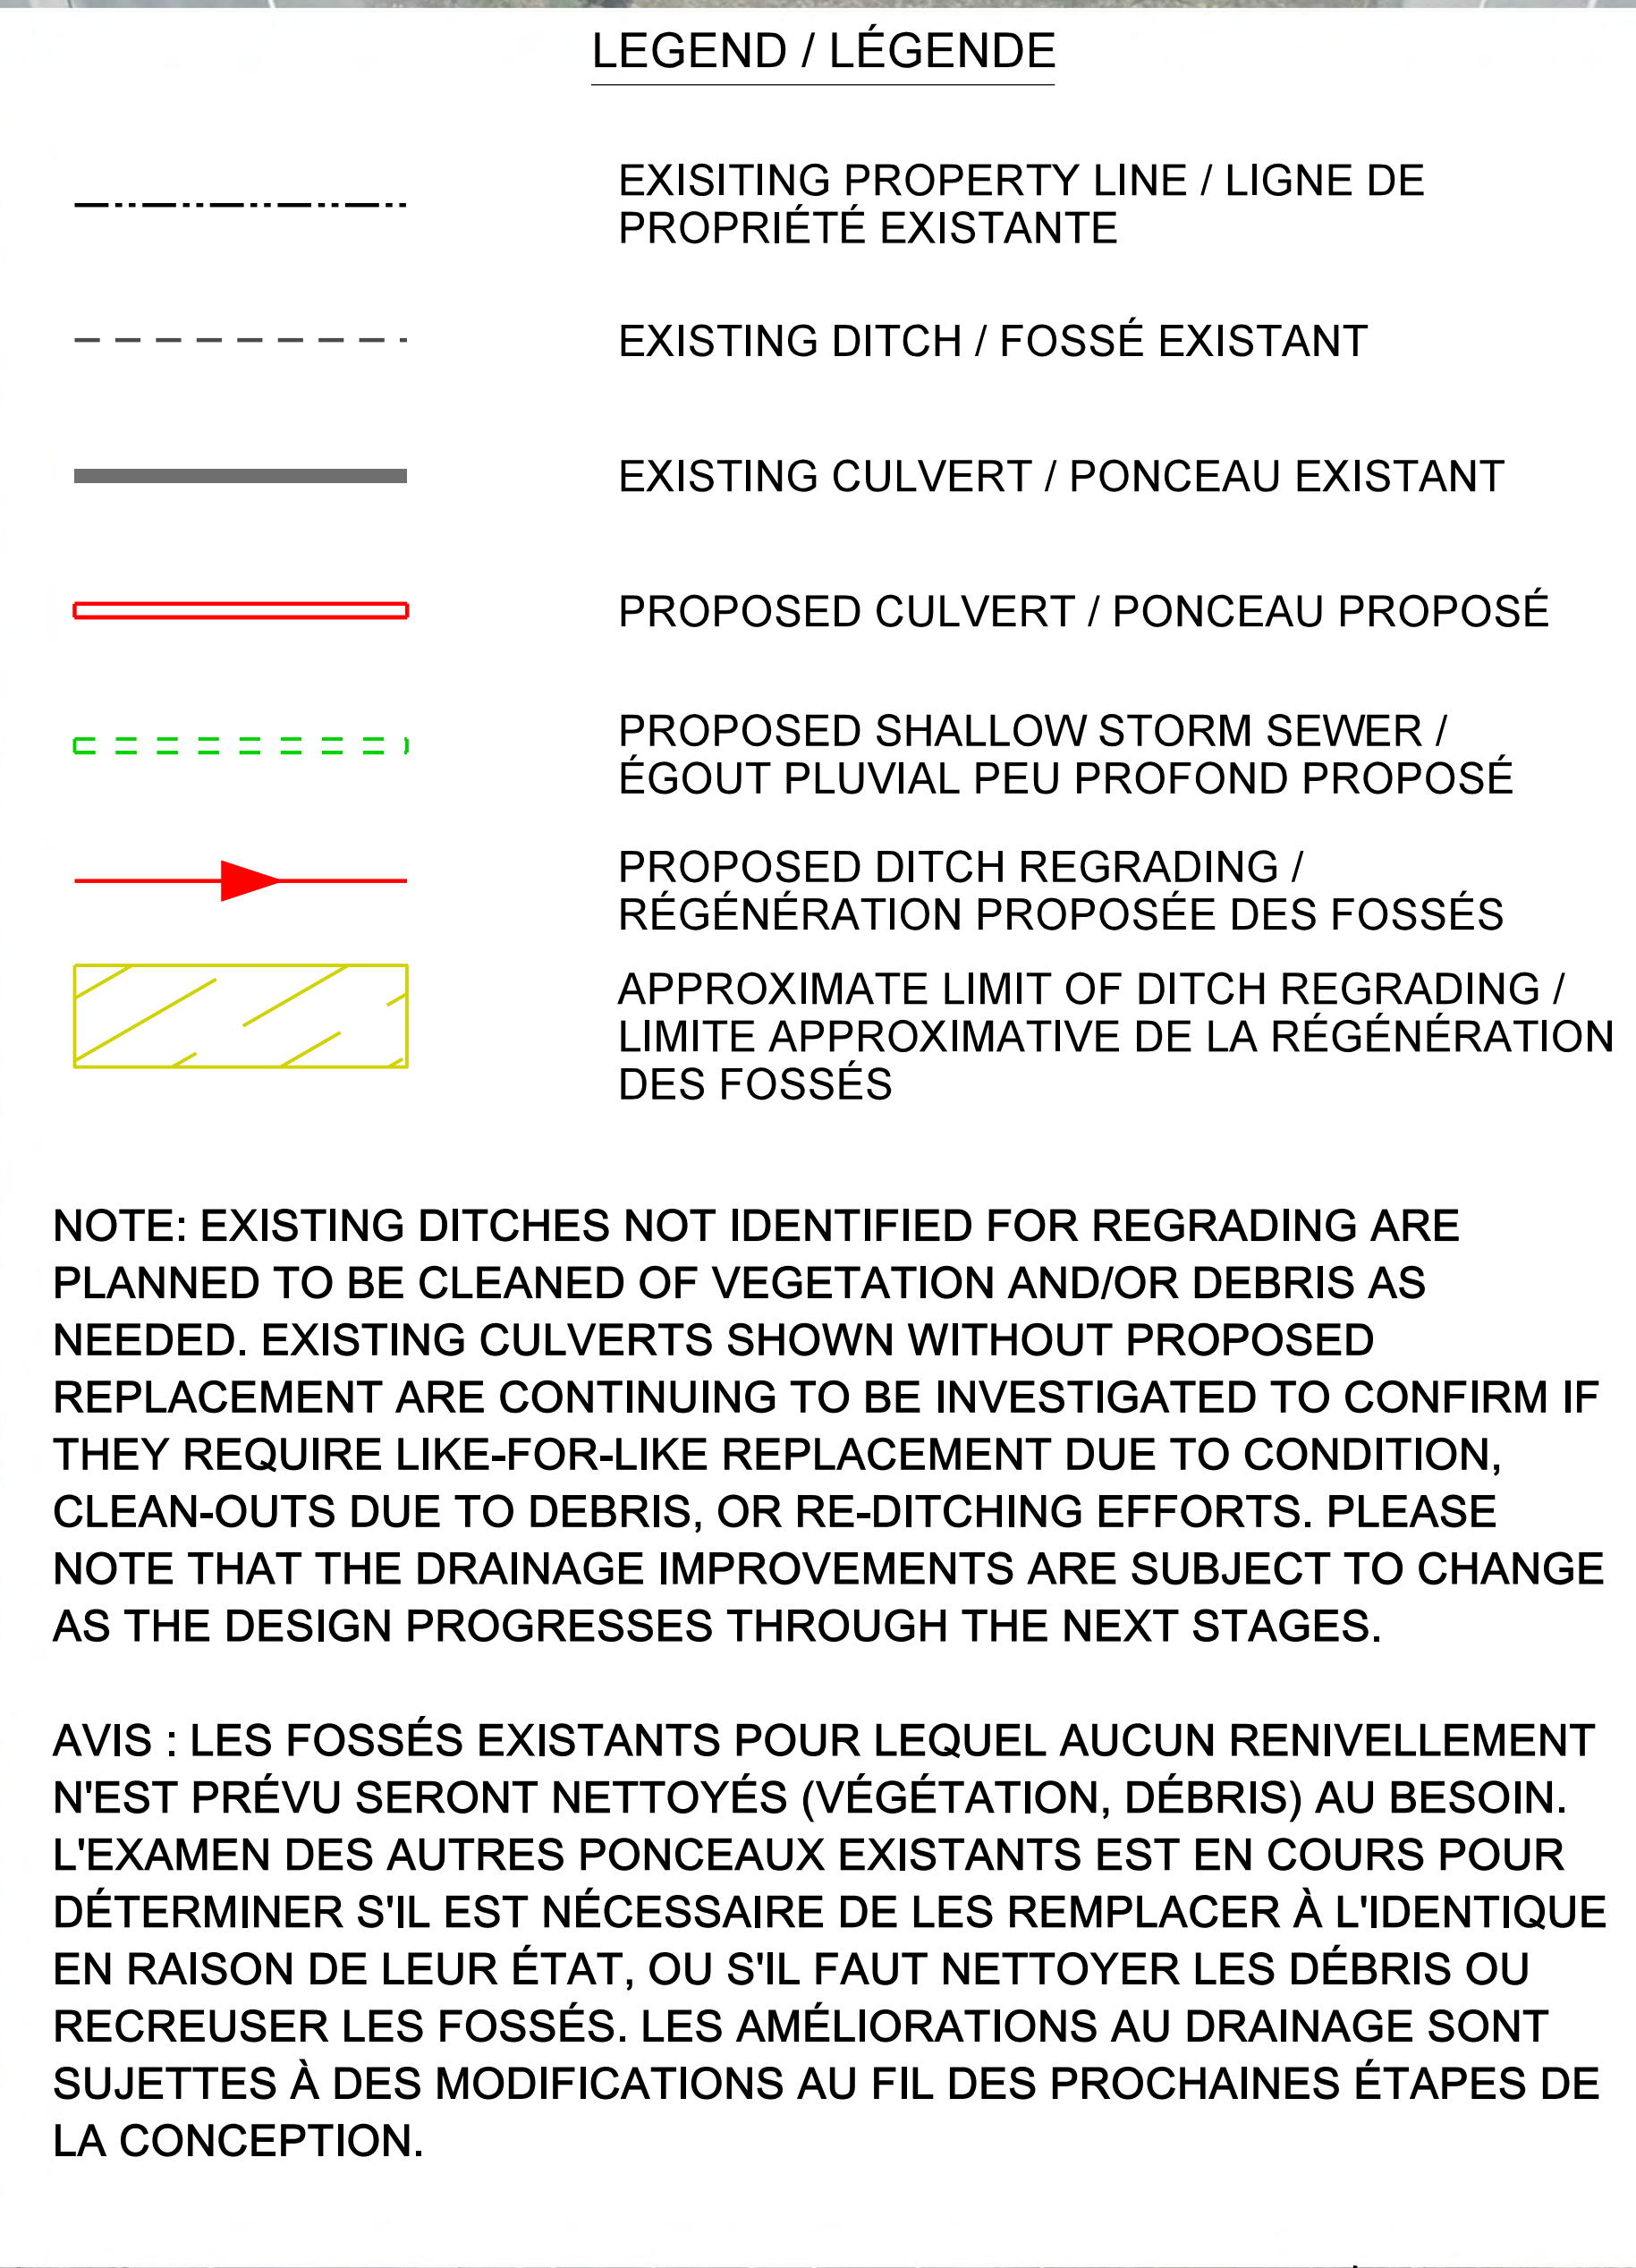 LEGEND / LÉGENDE
EXISITING PROPERTY LINE / LIGNE DE
PROPRIÉTÉ EXISTANTE
EXISTING DITCH / FOSSÉ EXISTANT
EXISTING CULVERT / PONCEAU EXISTANT
PROPOSED CULVERT / PONCEAU PROPOSÉ
PROPOSED SHALLOW STORM SEWER /
ÉGOUT PLUVIAL PEU PROFOND PROPOSÉ
PROPOSED DITCH REGRADING /
RÉGÉNÉRATION PROPOSÉE DES FOSSÉS
APPROXIMATE LIMIT OF DITCH REGRADING /
LIMITE APPROXIMATIVE DE LA RÉGÉNÉRATION
DES FOSSÉS
NOTE: EXISTING DITCHES NOT IDENTIFIED FOR REGRADING ARE
PLANNED TO BE CLEANED OF VEGETATION AND/OR DEBRIS AS
NEEDED. EXISTING CULVERTS SHOWN WITHOUT PROPOSED
REPLACEMENT ARE CONTINUING TO BE INVESTIGATED TO CONFIRM IF
THEY REQUIRE LIKE-FOR-LIKE REPLACEMENT DUE TO CONDITION,
CLEAN-OUTS DUE TO DEBRIS, OR RE-DITCHING EFFORTS. PLEASE
NOTE THAT THE DRAINAGE IMPROVEMENTS ARE SUBJECT TO CHANGE
AS THE DESIGN PROGRESSES THROUGH THE NEXT STAGES.
AVIS : LES FOSSÉS EXISTANTS POUR LEQUEL AUCUN RENIVELLEMENT
N'EST PRÉVU SERONT NETTOYÉS (VÉGÉTATION, DÉBRIS) AU BESOIN.
L'EXAMEN DES AUTRES PONCEAUX EXISTANTS EST EN COURS POUR
DÉTERMINER S'IL EST NÉCESSAIRE DE LES REMPLACER À L'IDENTIQUE
EN RAISON DE LEUR ÉTAT, OU S'IL FAUT NETTOYER LES DÉBRIS OU
RECREUSER LES FOSSÉS. LES AMÉLIORATIONS AU DRAINAGE SONT
SUJETTES À DES MODIFICATIONS AU FIL DES PROCHAINES ÉTAPES DE
LA CONCEPTION.